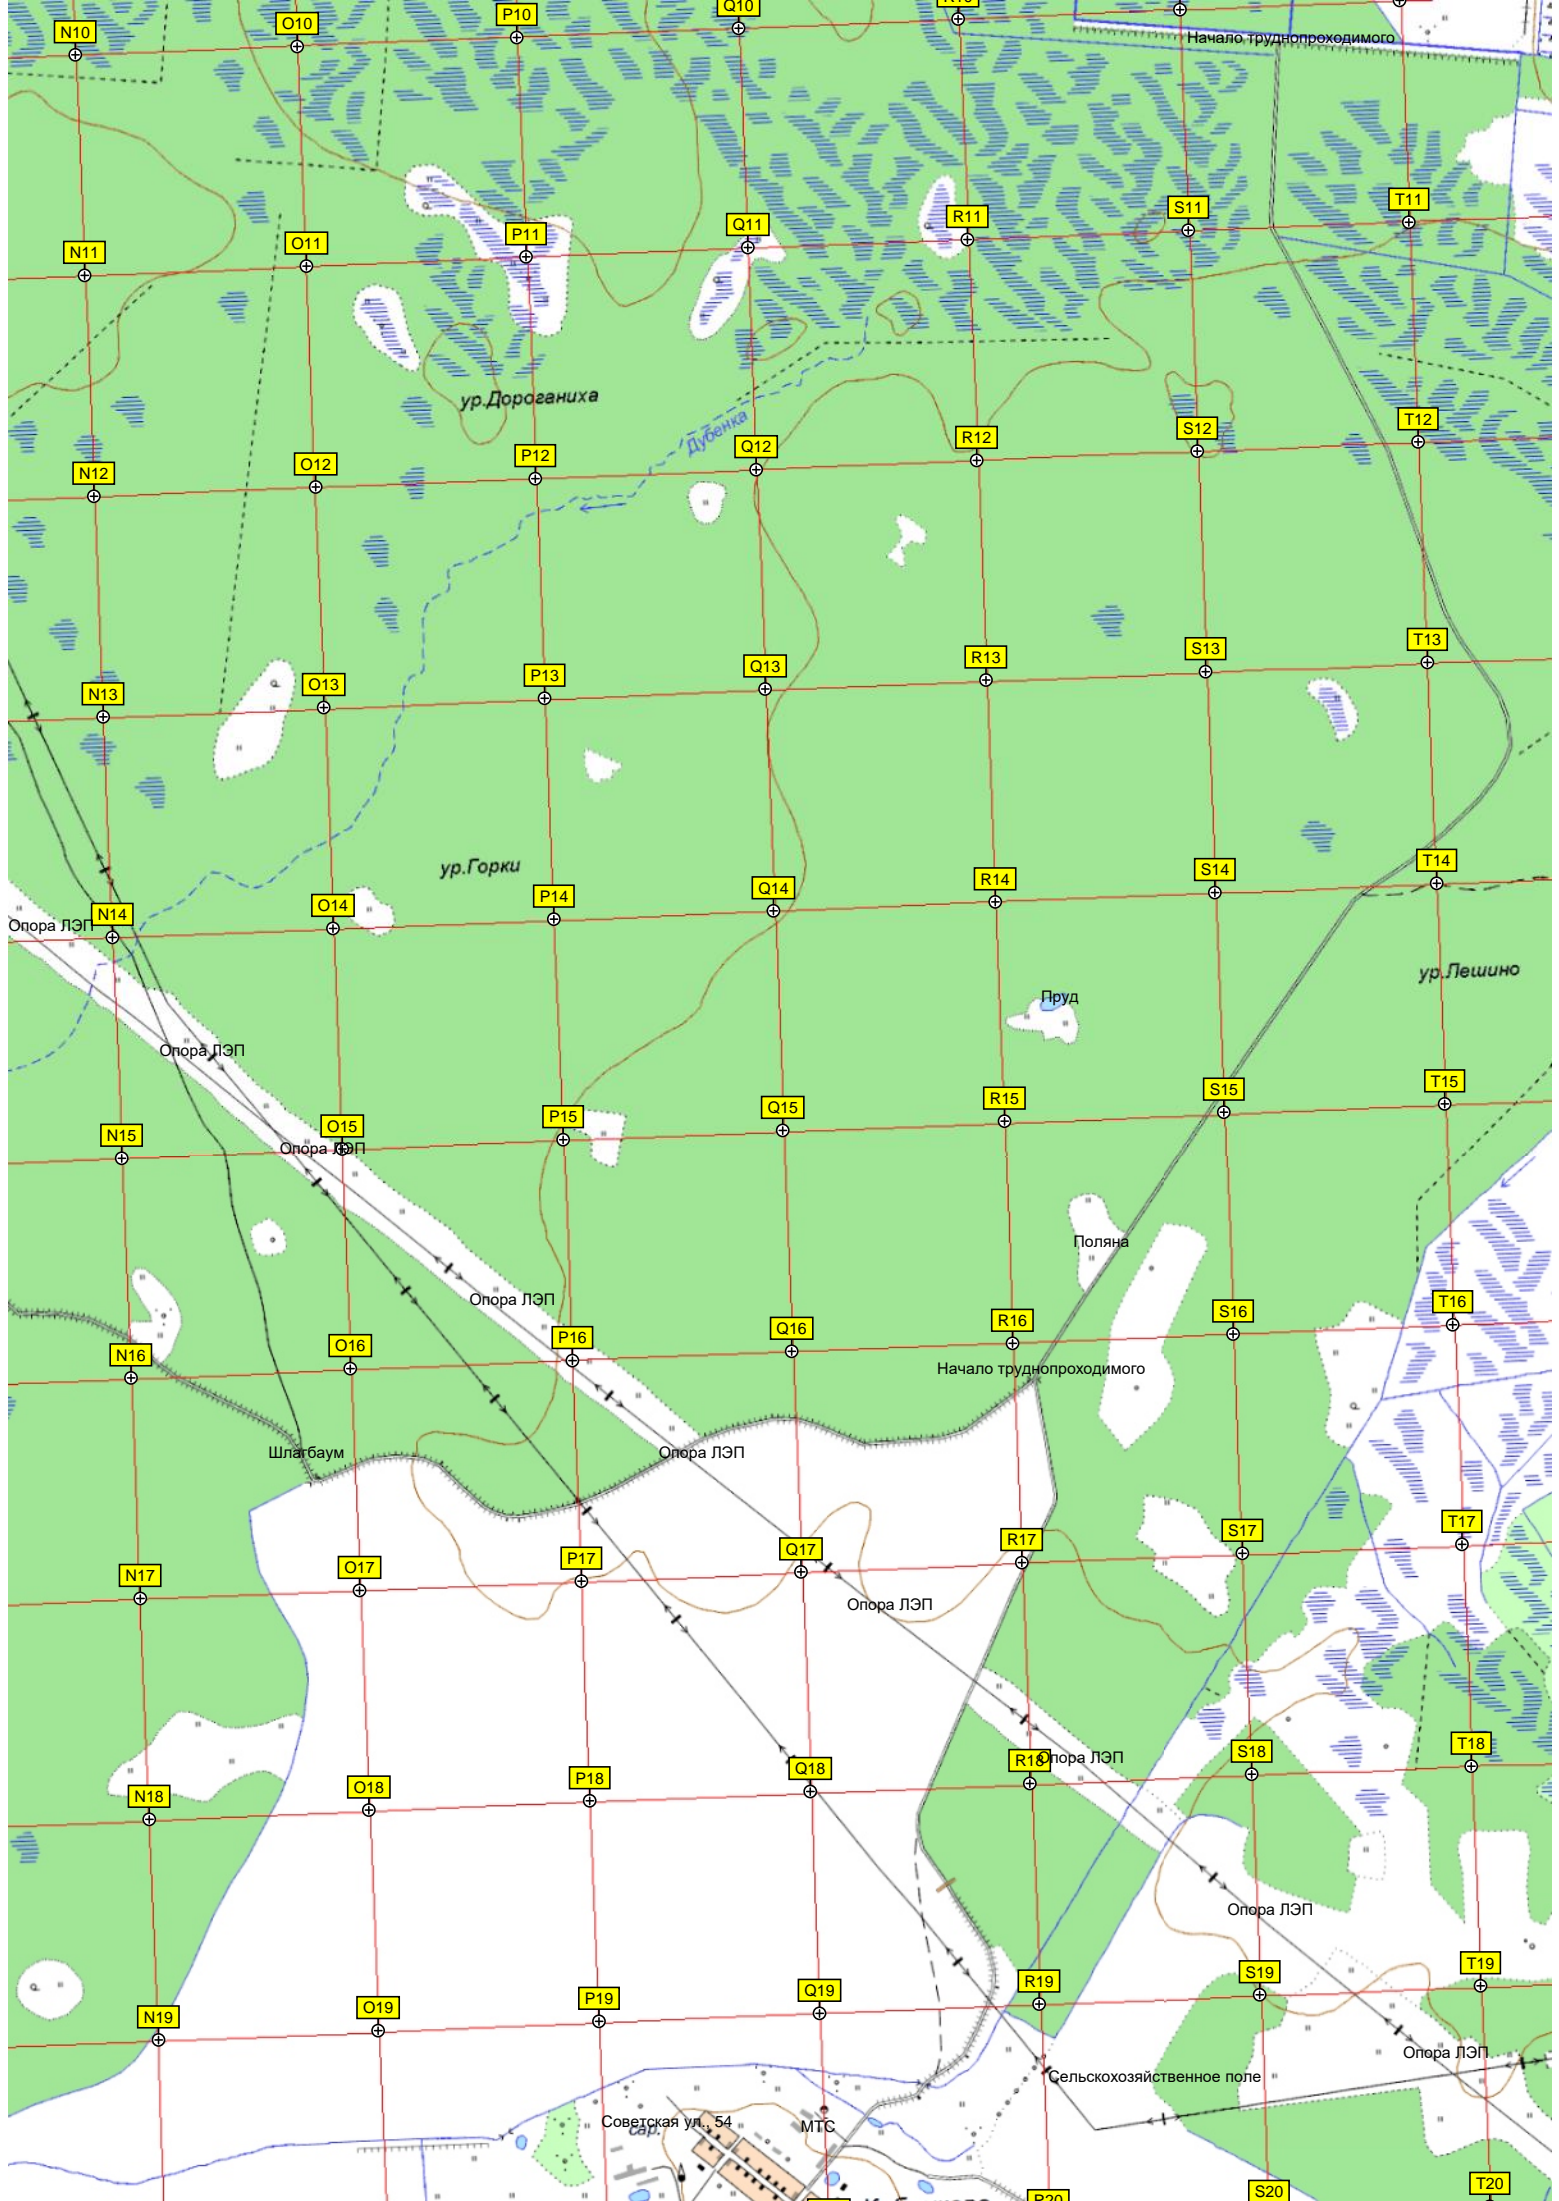 N10
O10
P10
Q10
Начало труднопроходимого
N11
O11
P11
Q11
R11
S11
T11
ур.Дороганиха
Дубенка
N12
O12
P12
Q12
R12
S12
T12
N13
O13
P13
Q13
R13
S13
T13
ур.Горки
N14
O14
P14
Q14
R14
S14
T14
Опора ЛЭП
ур.Лешино
Пруд
Опора ЛЭП
N15
O15
P15
Q15
R15
S15
T15
Опора ЛЭП
Поляна
Опора ЛЭП
N16
O16
P16
Q16
R16
S16
T16
Начало труднопроходимого
Шлагбаум
Опора ЛЭП
N17
O17
P17
Q17
R17
S17
T17
Опора ЛЭП
N18
O18
P18
Q18
R18
Опора ЛЭП
S18
T18
Опора ЛЭП
N19
O19
P19
Q19
R19
S19
T19
Опора ЛЭП
Сельскохозяйственное поле
Советская ул., 54
МТС
сар.
R20
S20
T20